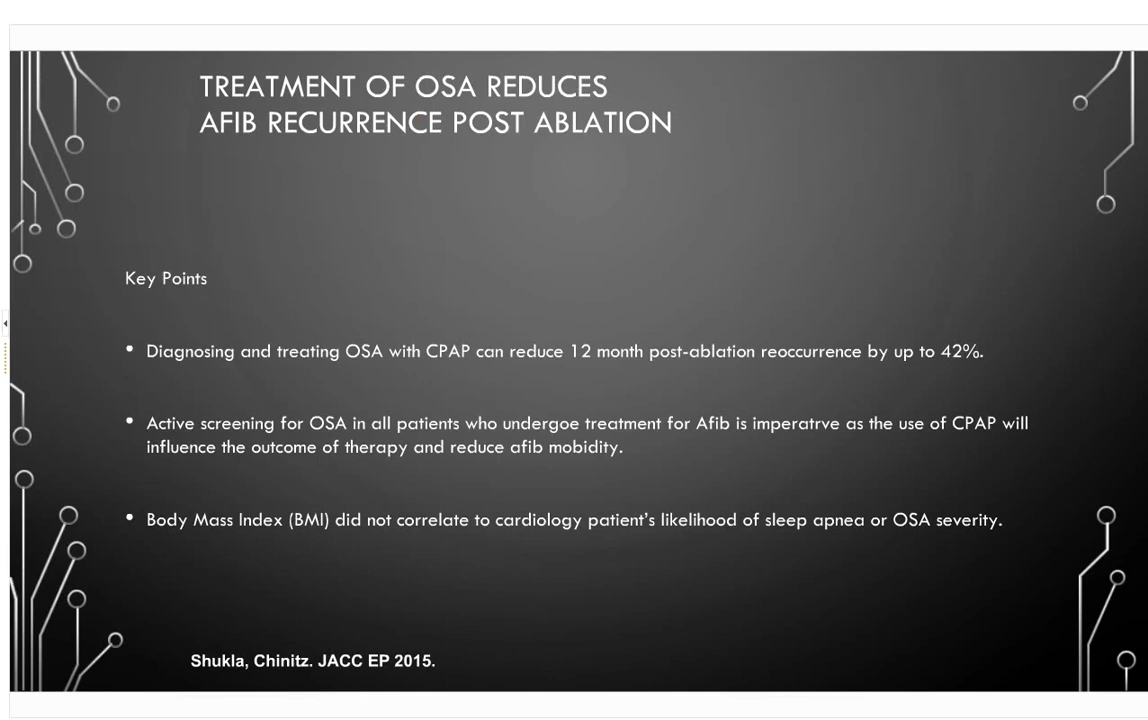 TREATMENT OF OSA REDUCES
AFIB RECURRENCE POST ABLATION
Key Points
• Diagnosing and treating OSA with CPAP can reduce 12 month post-ablation reoccurrence by up to 42%.
• Active screening for OSA in all patients who undergoe treatment for Afib is imperatrve as the use of CPAP will
influence the outcome of therapy and reduce afib mobidity.
• Body Mass Index (BMI) did not correlate to cardiology patient’s likelihood of sleep apnea or OSA severity.
Shukla, Chinitz. JACC EP 2015.